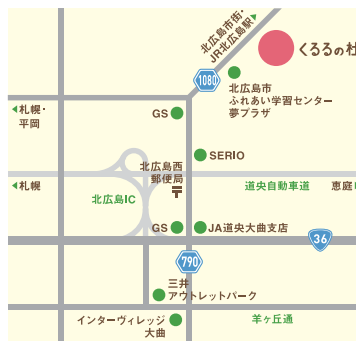 北広島市街・
JR北広島駅▶
くるるの杜
1080
北広島市
ふれあい学習センター
夢プラザ
◀札幌・
平岡
GS
SERIO
北広島西
郵便局
〒
◀札幌
道央自動車道
恵庭
北広島IC
GS
JA道央大曲支店
36
790
三井
アウトレットパーク
インターヴィレッジ
大曲
羊ヶ丘通